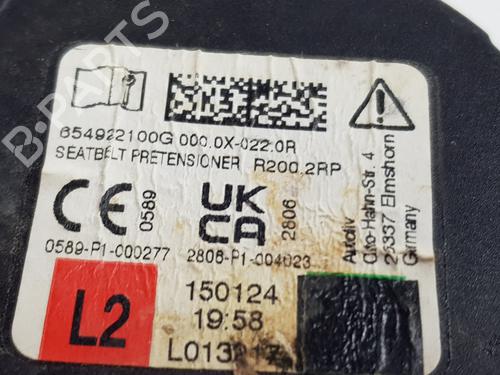 654922100G 000.0X-022.0R
SEATBELT PRETENSIONER R200.2RP
CE 0589
UK CA 2806
0589-P1-000277
2806-P1-004023
Autoliv
Otto-Hahn-Str. 4
25337 Elmshorn
Germany
L2
150124
19:58
B-PARTS